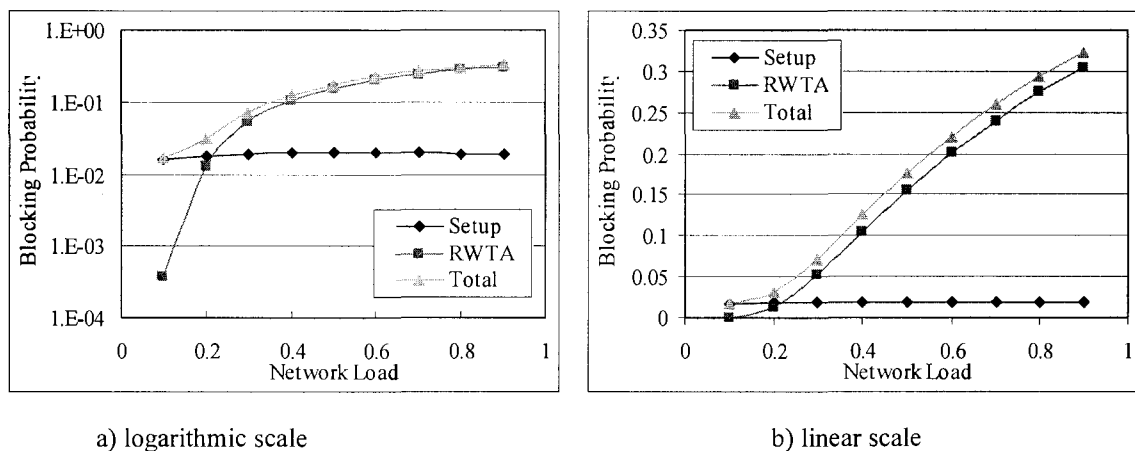 1.E+00
1.E-01
1.E-02
1.E-03
1.E-04
Blocking Probability
Setup
RWTA
Total
0
0.2
0.4
0.6
0.8
1
Network Load
a) logarithmic scale
0.35
0.3
0.25
0.2
0.15
0.1
0.05
0
Blocking Probability
Setup
RWTA
Total
0
0.2
0.4
0.6
0.8
1
Network Load
b) linear scale